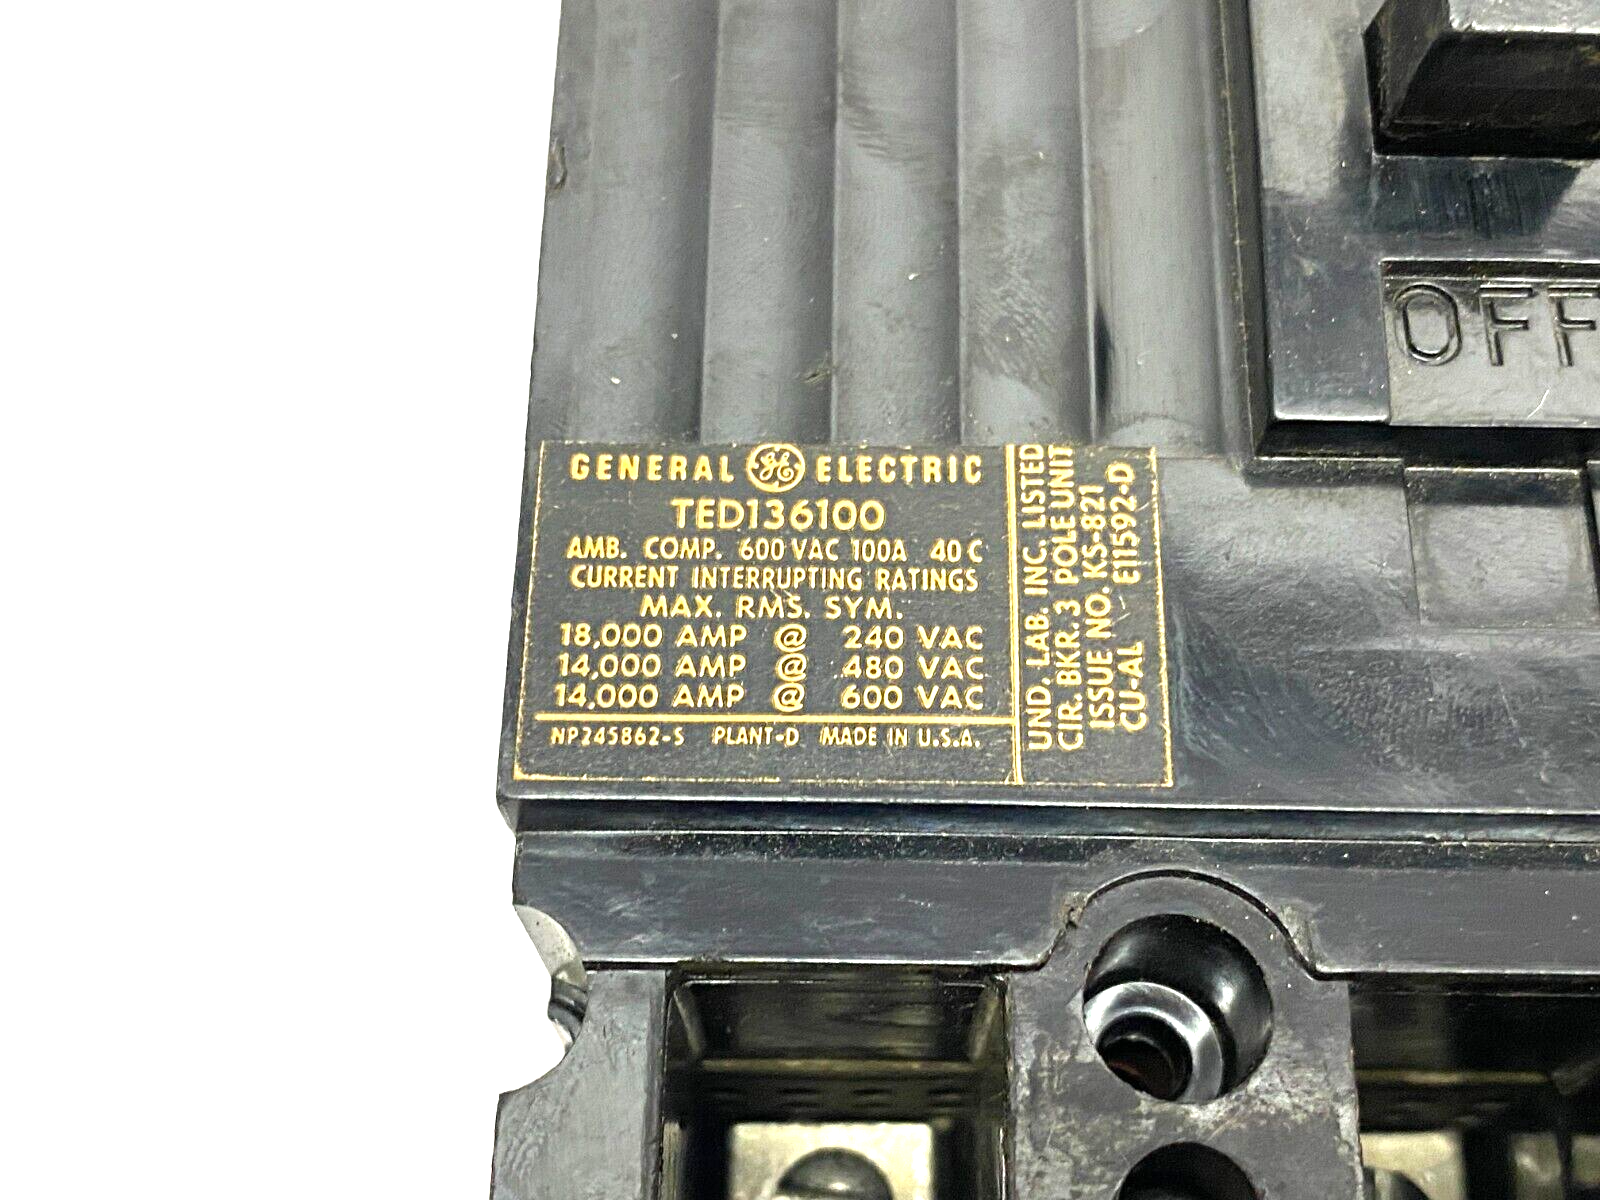 OFF
GENERAL GE ELECTRIC
TED136100
AMB. COMP. 600 VAC 100A 40 C
CURRENT INTERRUPTING RATINGS
MAX. RMS. SYM.
18,000 AMP @ 240 VAC
14,000 AMP @ 480 VAC
14,000 AMP @ 600 VAC
NP245862-S PLANT-D MADE IN U.S.A.
UND. LAB. INC. LISTED
CIR. BKR. 3 POLE UNIT
ISSUE NO. KS-821
CU-AL E11592-D